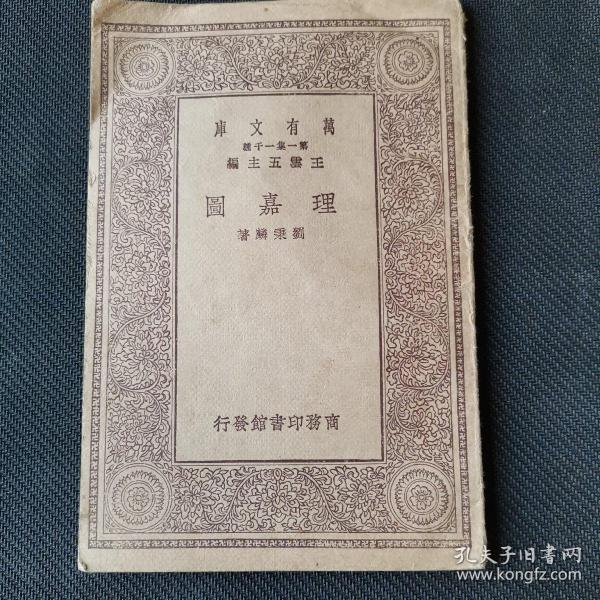 萬有文庫
第一集一千種
王雲五主編
理嘉圖
劉秉麟著
商務印書館發行
孔夫子旧书网
www.kongfz.com